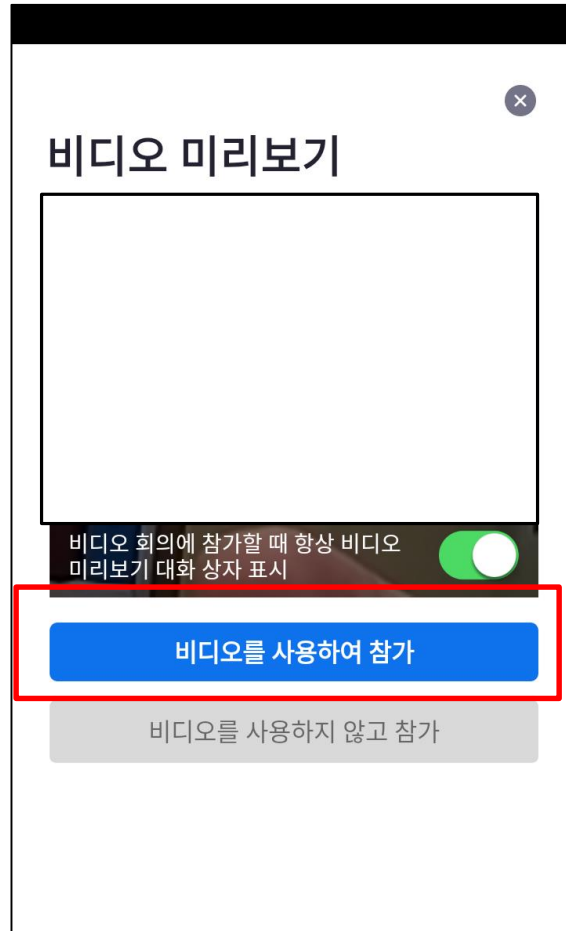 비디오 미리보기
비디오 회의에 참가할 때 항상 비디오
미리보기 대화 상자 표시
비디오를 사용하여 참가
비디오를 사용하지 않고 참가